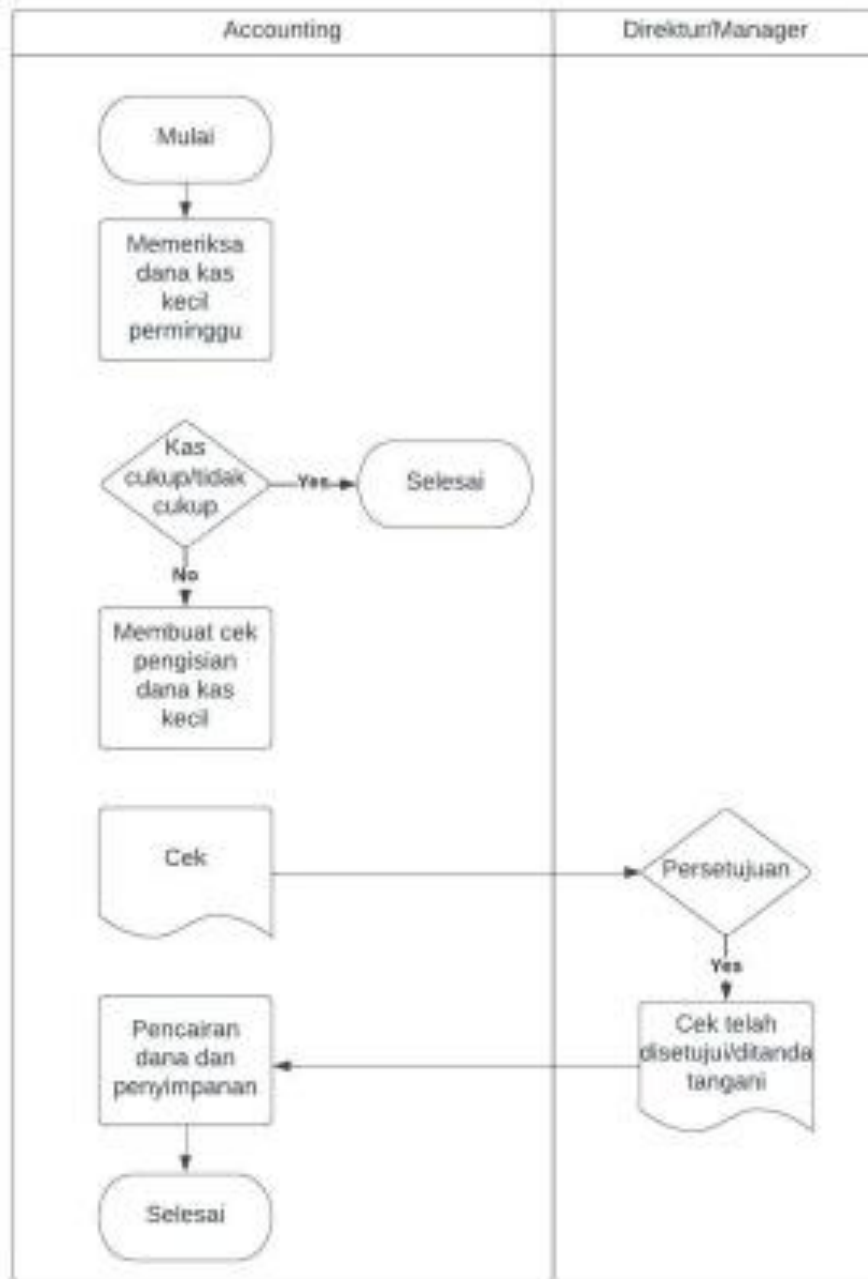 Accounting
Direktur/Manager
Mulai
Memeriksa
dana kas
kecil
perminggu
Kas
cukup/tidak
cukup
Yes
Selesai
No
Membuat cek
pengisian
dana kas
kecil
Cek
Persetujuan
Yes
Cek telah
disetujui/ditanda
tangani
Pencairan
dana dan
penyimpanan
Selesai